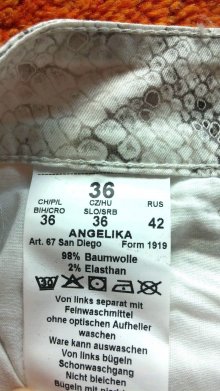 36
CH/P/L CZ/HU RUS
BIH/CRO SLO/SRB
36 36 42
ANGELIKA
Art. 67 San Diego Form 1919
98% Baumwolle
2% Elasthan
Von links separat mit
Feinwaschmittel
ohne optischen Aufheller
waschen
Ware kann auswaschen
Von links bügeln
Schonwaschgang
Nicht bleichen
Bügeln mit